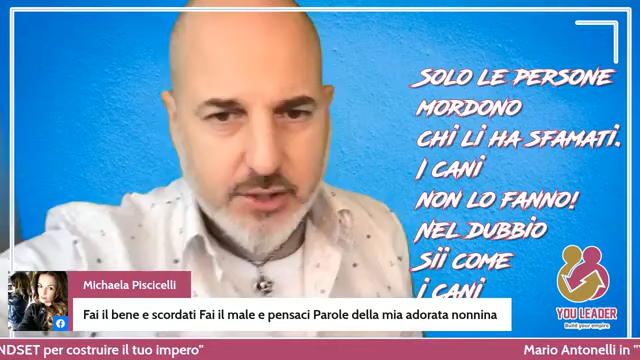 SOLO LE PERSONE
MORDONO
CHI LI HA SFAMATI.
I CANI
NON LO FANNO!
NEL DUBBIO
SII COME
I CANI
YOU LEADER
Build your empire
Michaela Piscicelli
Fai il bene e scordati Fai il male e pensaci Parole della mia adorata nonnina
NDSET per costruire il tuo impero"
Mario Antonelli in "